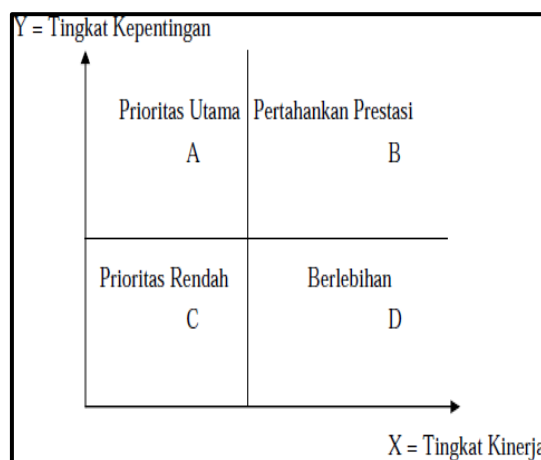 Y = Tingkat Kepentingan
Prioritas Utama
Pertahankan Prestasi
A
B
Prioritas Rendah
Berlebihan
C
D
X = Tingkat Kinerja